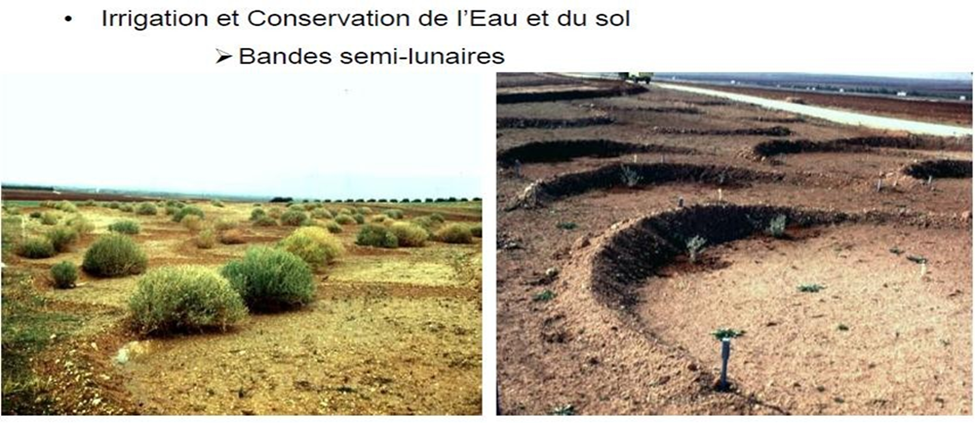 • Irrigation et Conservation de l’Eau et du sol
➢ Bandes semi-lunaires